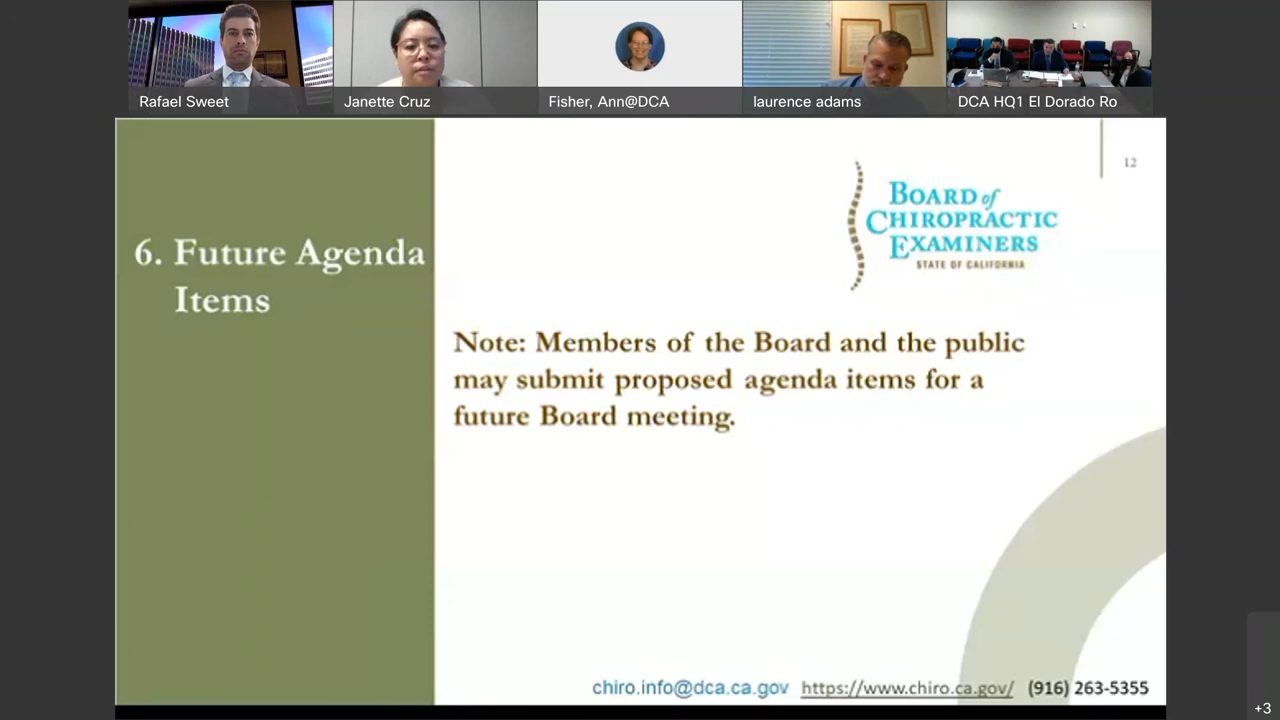 Rafael Sweet
Janette Cruz
Fisher, Ann@DCA
laurence adams
DCA HQ1 El Dorado Ro
12
BOARD of
CHIROPRACTIC
EXAMINERS
STATE OF CALIFORNIA
6. Future Agenda
Items
Note: Members of the Board and the public
may submit proposed agenda items for a
future Board meeting.
chiro.info@dca.ca.gov https://www.chiro.ca.gov/ (916) 263-5355
+3